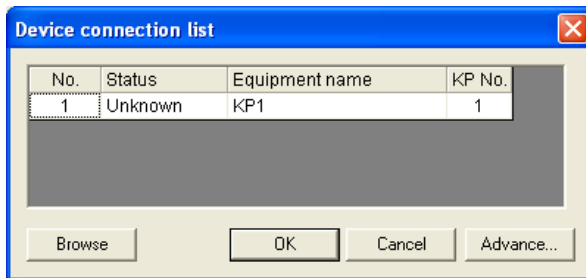 Device connection list
No. Status Equipment name KP No.
1 Unknown KP1 1
Browse OK Cancel Advance...